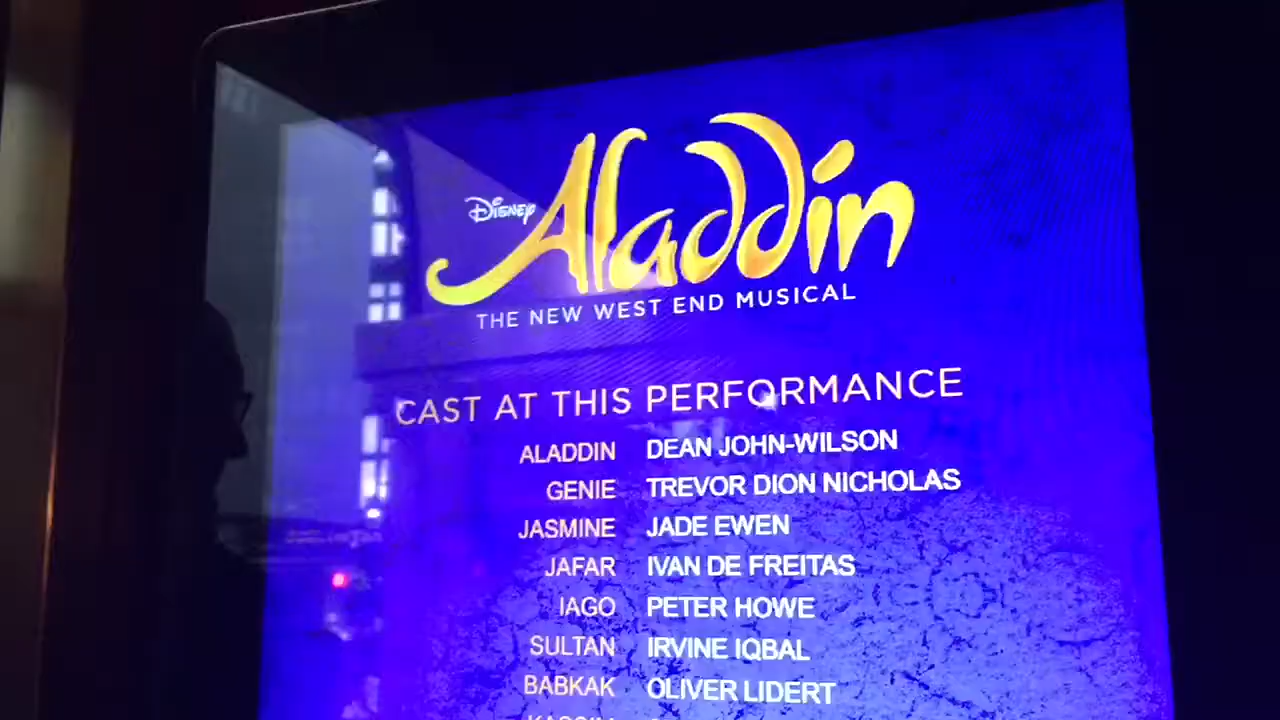 DISNEY Aladdin
THE NEW WEST END MUSICAL
CAST AT THIS PERFORMANCE
ALADDIN DEAN JOHN-WILSON
GENIE TREVOR DION NICHOLAS
JASMINE JADE EWEN
JAFAR IVAN DE FREITAS
IAGO PETER HOWE
SULTAN IRVINE IQBAL
BABKAK OLIVER LIDERT